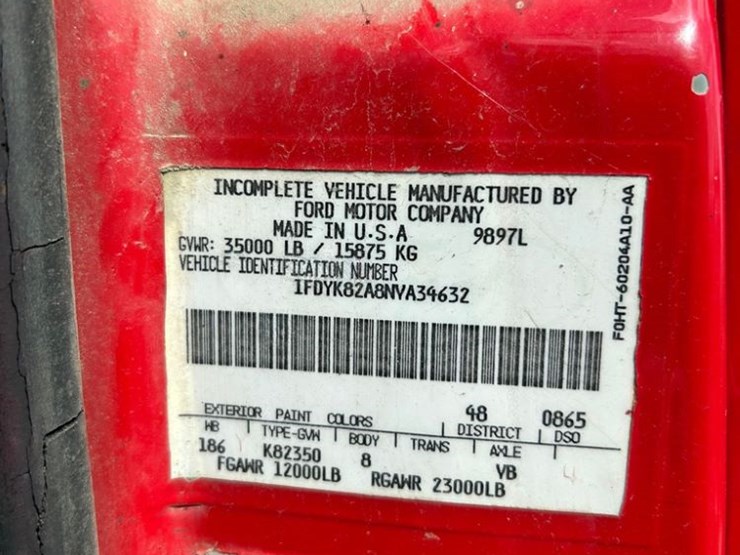 INCOMPLETE VEHICLE MANUFACTURED BY
FORD MOTOR COMPANY
MADE IN U.S.A 9897L
GVWR: 35000 LB / 15875 KG
VEHICLE IDENTIFICATION NUMBER
1FDYK82A8NVA34632
F0HT-60204A10-AA
EXTERIOR PAINT COLORS 48 0865
WB TYPE-GVW BODY TRANS DISTRICT AXLE DSO
186 K82350 8 VB
FGAWR 12000LB RGAWR 23000LB